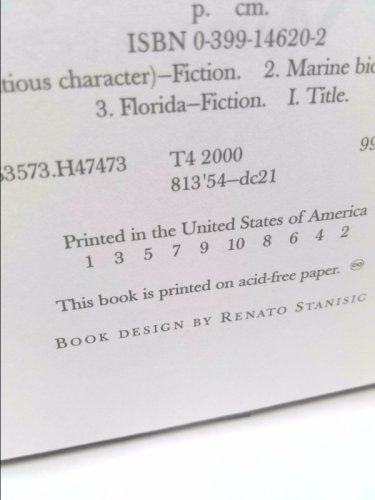 p. cm.
ISBN 0-399-14620-2
tious character)–Fiction. 2. Marine bio
3. Florida–Fiction. I. Title.
3573.H47473 T4 2000 99
813'54–dc21
Printed in the United States of America
1 3 5 7 9 10 8 6 4 2
This book is printed on acid-free paper. ♾
BOOK DESIGN BY RENATO STANISIC